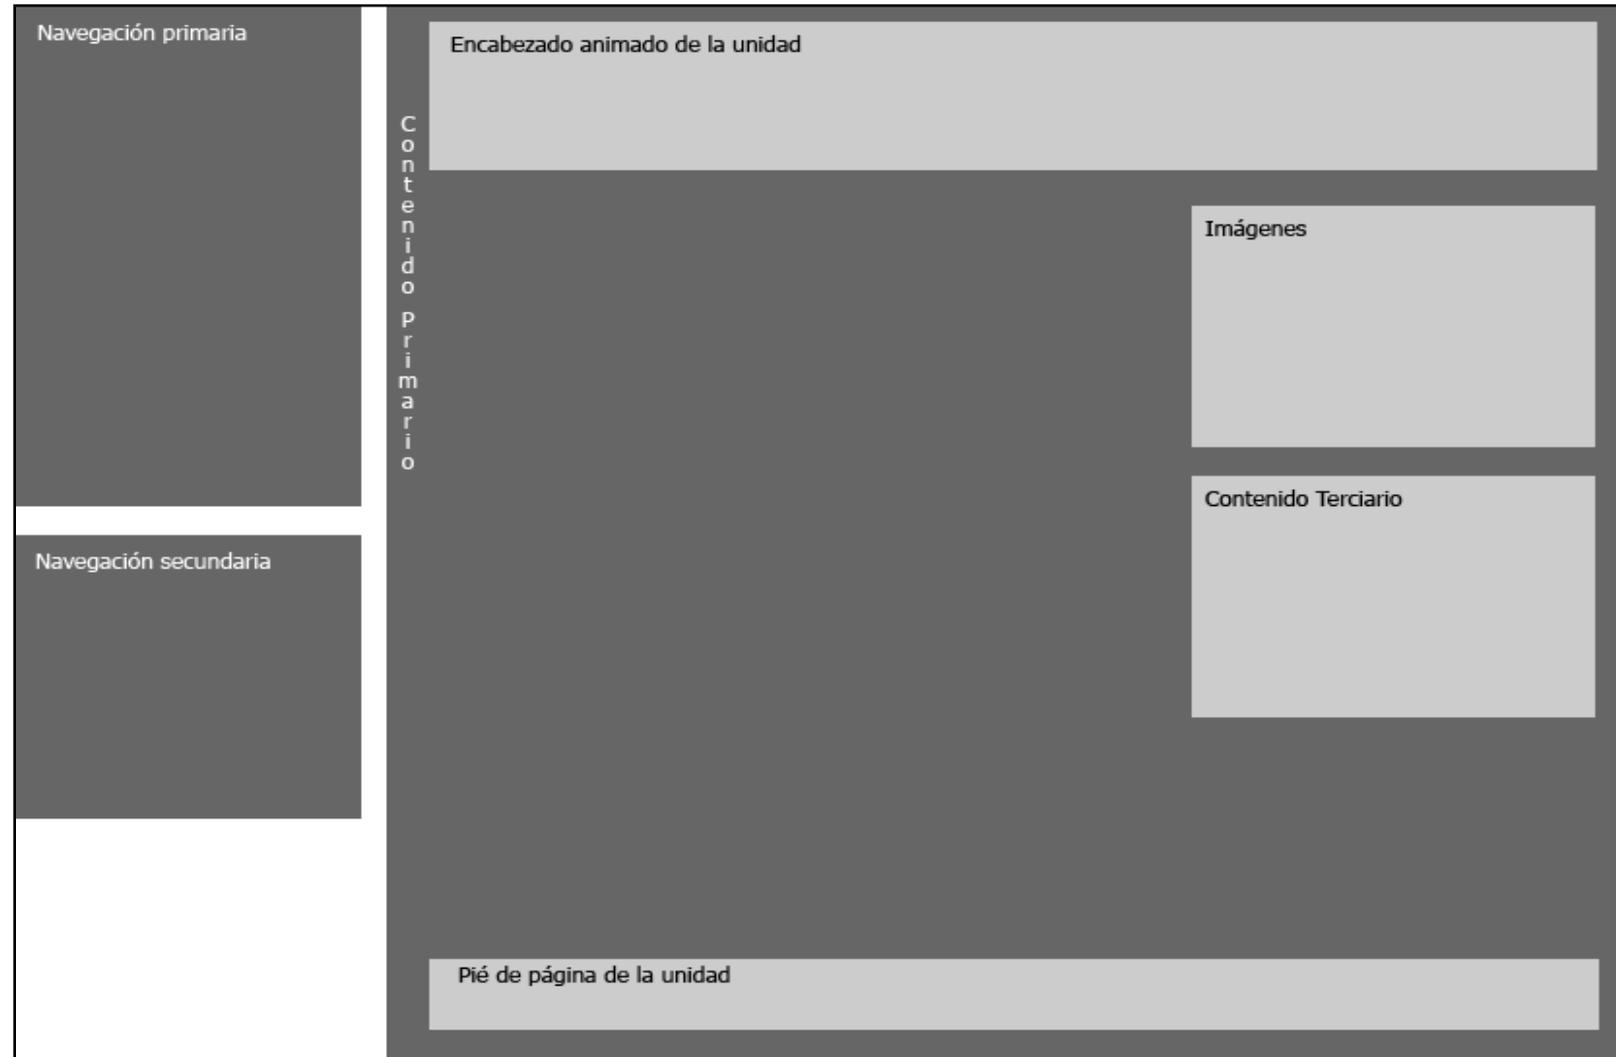 Navegación primaria
Navegación secundaria
Contenido Primario
Encabezado animado de la unidad
Imágenes
Contenido Terciario
Pié de página de la unidad